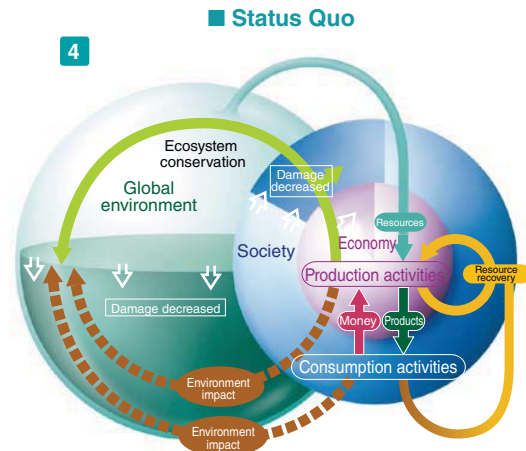 ■ Status Quo
4
Ecosystem
conservation
Global
environment
Damage
decreased
Society
Economy
Resources
Production activities
Resource
recovery
Damage decreased
Money
Products
Consumption activities
Environment
impact
Environment
impact